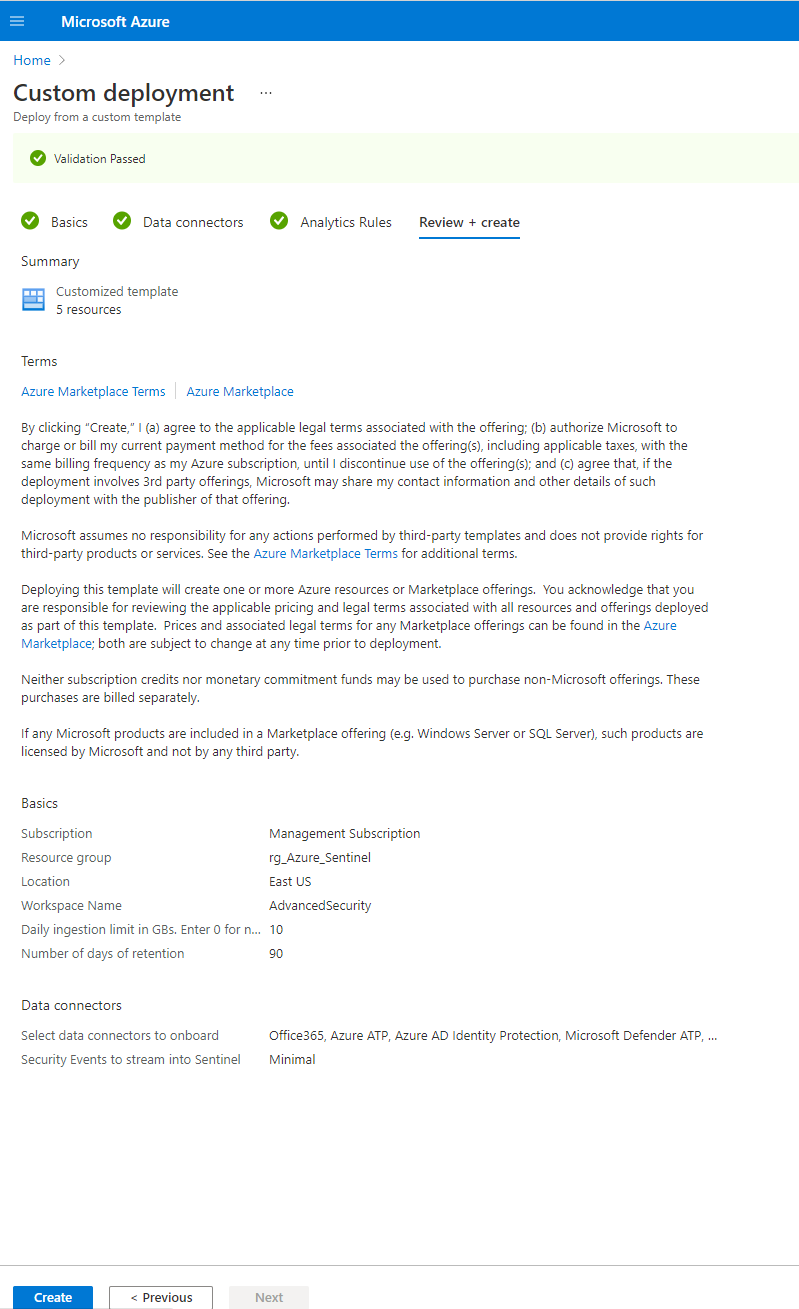 Microsoft Azure
Home
Custom deployment ...
Deploy from a custom template
Validation Passed
Basics Data connectors Analytics Rules Review + create
Summary
Customized template
5 resources
Terms
Azure Marketplace Terms | Azure Marketplace
By clicking “Create,” I (a) agree to the applicable legal terms associated with the offering; (b) authorize Microsoft to
charge or bill my current payment method for the fees associated the offering(s), including applicable taxes, with the
same billing frequency as my Azure subscription, until I discontinue use of the offering(s); and (c) agree that, if the
deployment involves 3rd party offerings, Microsoft may share my contact information and other details of such
deployment with the publisher of that offering.
Microsoft assumes no responsibility for any actions performed by third-party templates and does not provide rights for
third-party products or services. See the Azure Marketplace Terms for additional terms.
Deploying this template will create one or more Azure resources or Marketplace offerings. You acknowledge that you
are responsible for reviewing the applicable pricing and legal terms associated with all resources and offerings deployed
as part of this template. Prices and associated legal terms for any Marketplace offerings can be found in the Azure
Marketplace; both are subject to change at any time prior to deployment.
Neither subscription credits nor monetary commitment funds may be used to purchase non-Microsoft offerings. These
purchases are billed separately.
If any Microsoft products are included in a Marketplace offering (e.g. Windows Server or SQL Server), such products are
licensed by Microsoft and not by any third party.
Basics
Subscription Management Subscription
Resource group rg_Azure_Sentinel
Location East US
Workspace Name AdvancedSecurity
Daily ingestion limit in GBs. Enter 0 for n... 10
Number of days of retention 90
Data connectors
Select data connectors to onboard Office365, Azure ATP, Azure AD Identity Protection, Microsoft Defender ATP, ...
Security Events to stream into Sentinel Minimal
Create < Previous Next